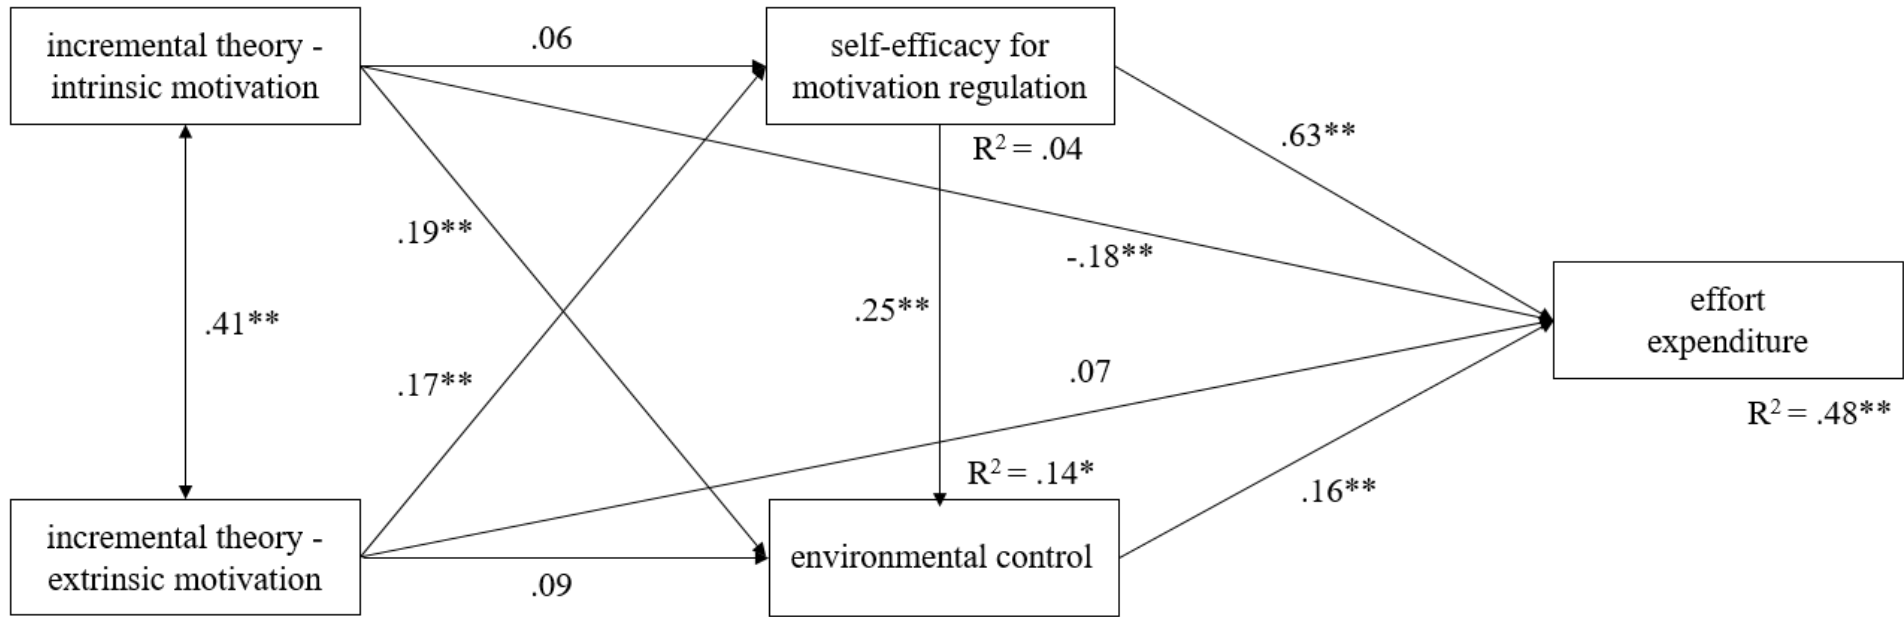 incremental theory -
intrinsic motivation
.06
self-efficacy for
motivation regulation
R² = .04
.63**
.19**
-.18**
.25**
.41**
effort
expenditure
.17**
.07
R² = .48**
R² = .14*
.16**
incremental theory -
extrinsic motivation
.09
environmental control